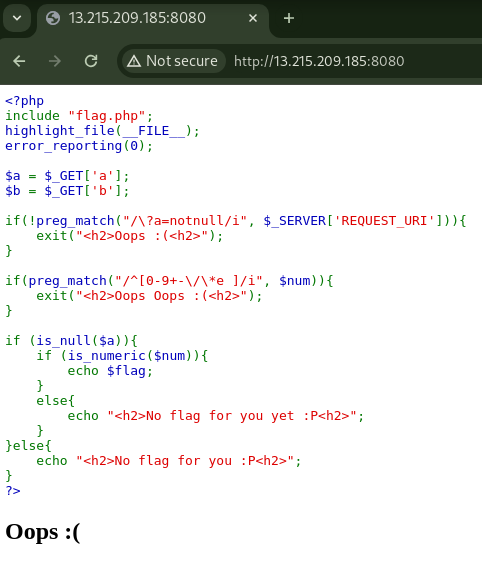 13.215.209.185:8080
Not secure http://13.215.209.185:8080
<?php
include "flag.php";
highlight_file(__FILE__);
error_reporting(0);
$a = $_GET['a'];
$b = $_GET['b'];
if(!preg_match("/\?a=notnull/i", $_SERVER['REQUEST_URI'])){
    exit("<h2>Oops :(<h2>");
}
if(preg_match("/^[0-9+-\/\*e ]/i", $num)){
    exit("<h2>Oops Oops :(<h2>");
}
if (is_null($a)){
    if (is_numeric($num)){
        echo $flag;
    }
    else{
        echo "<h2>No flag for you yet :P<h2>";
    }
}else{
    echo "<h2>No flag for you :P<h2>";
}
?>
Oops :(